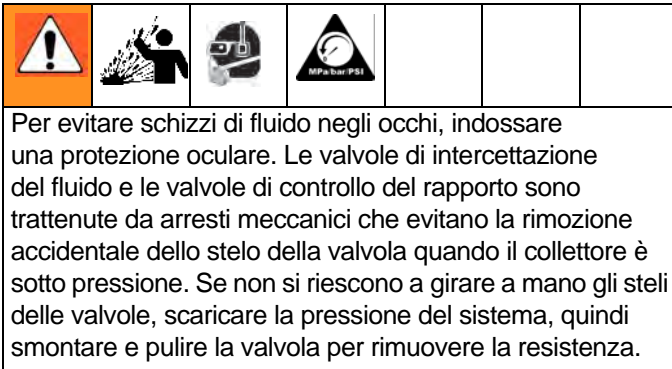 MPa/bar/PSI
Per evitare schizzi di fluido negli occhi, indossare
una protezione oculare. Le valvole di intercettazione
del fluido e le valvole di controllo del rapporto sono
trattenute da arresti meccanici che evitano la rimozione
accidentale dello stelo della valvola quando il collettore è
sotto pressione. Se non si riescono a girare a mano gli steli
delle valvole, scaricare la pressione del sistema, quindi
smontare e pulire la valvola per rimuovere la resistenza.